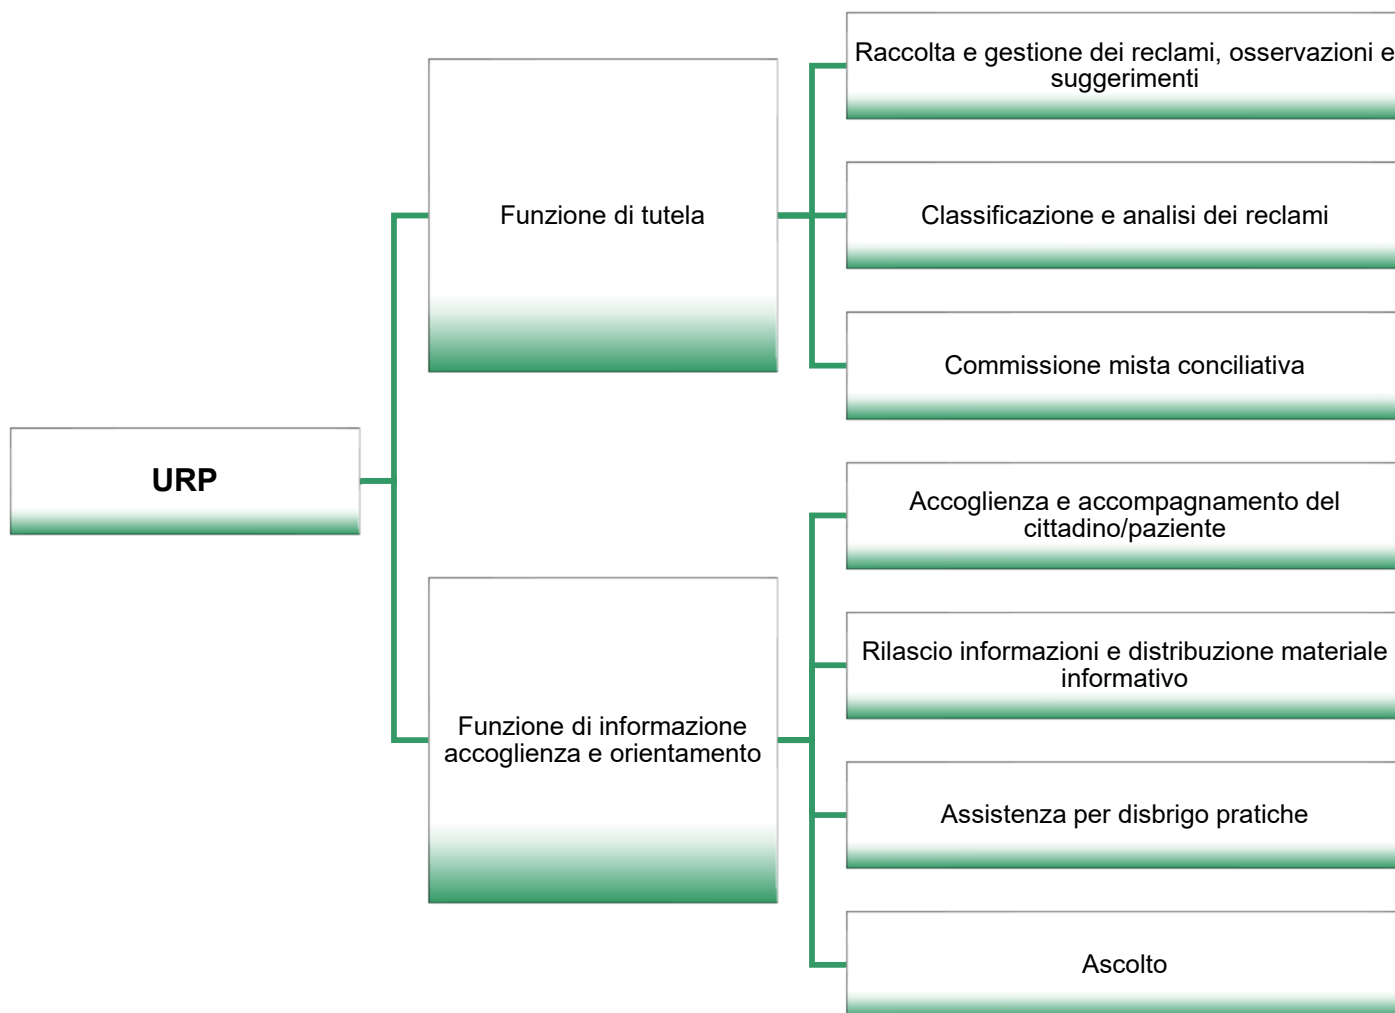 URP
Funzione di tutela
Raccolta e gestione dei reclami, osservazioni e
suggerimenti
Classificazione e analisi dei reclami
Commissione mista conciliativa
Funzione di informazione
accoglienza e orientamento
Accoglienza e accompagnamento del
cittadino/paziente
Rilascio informazioni e distribuzione materiale
informativo
Assistenza per disbrigo pratiche
Ascolto